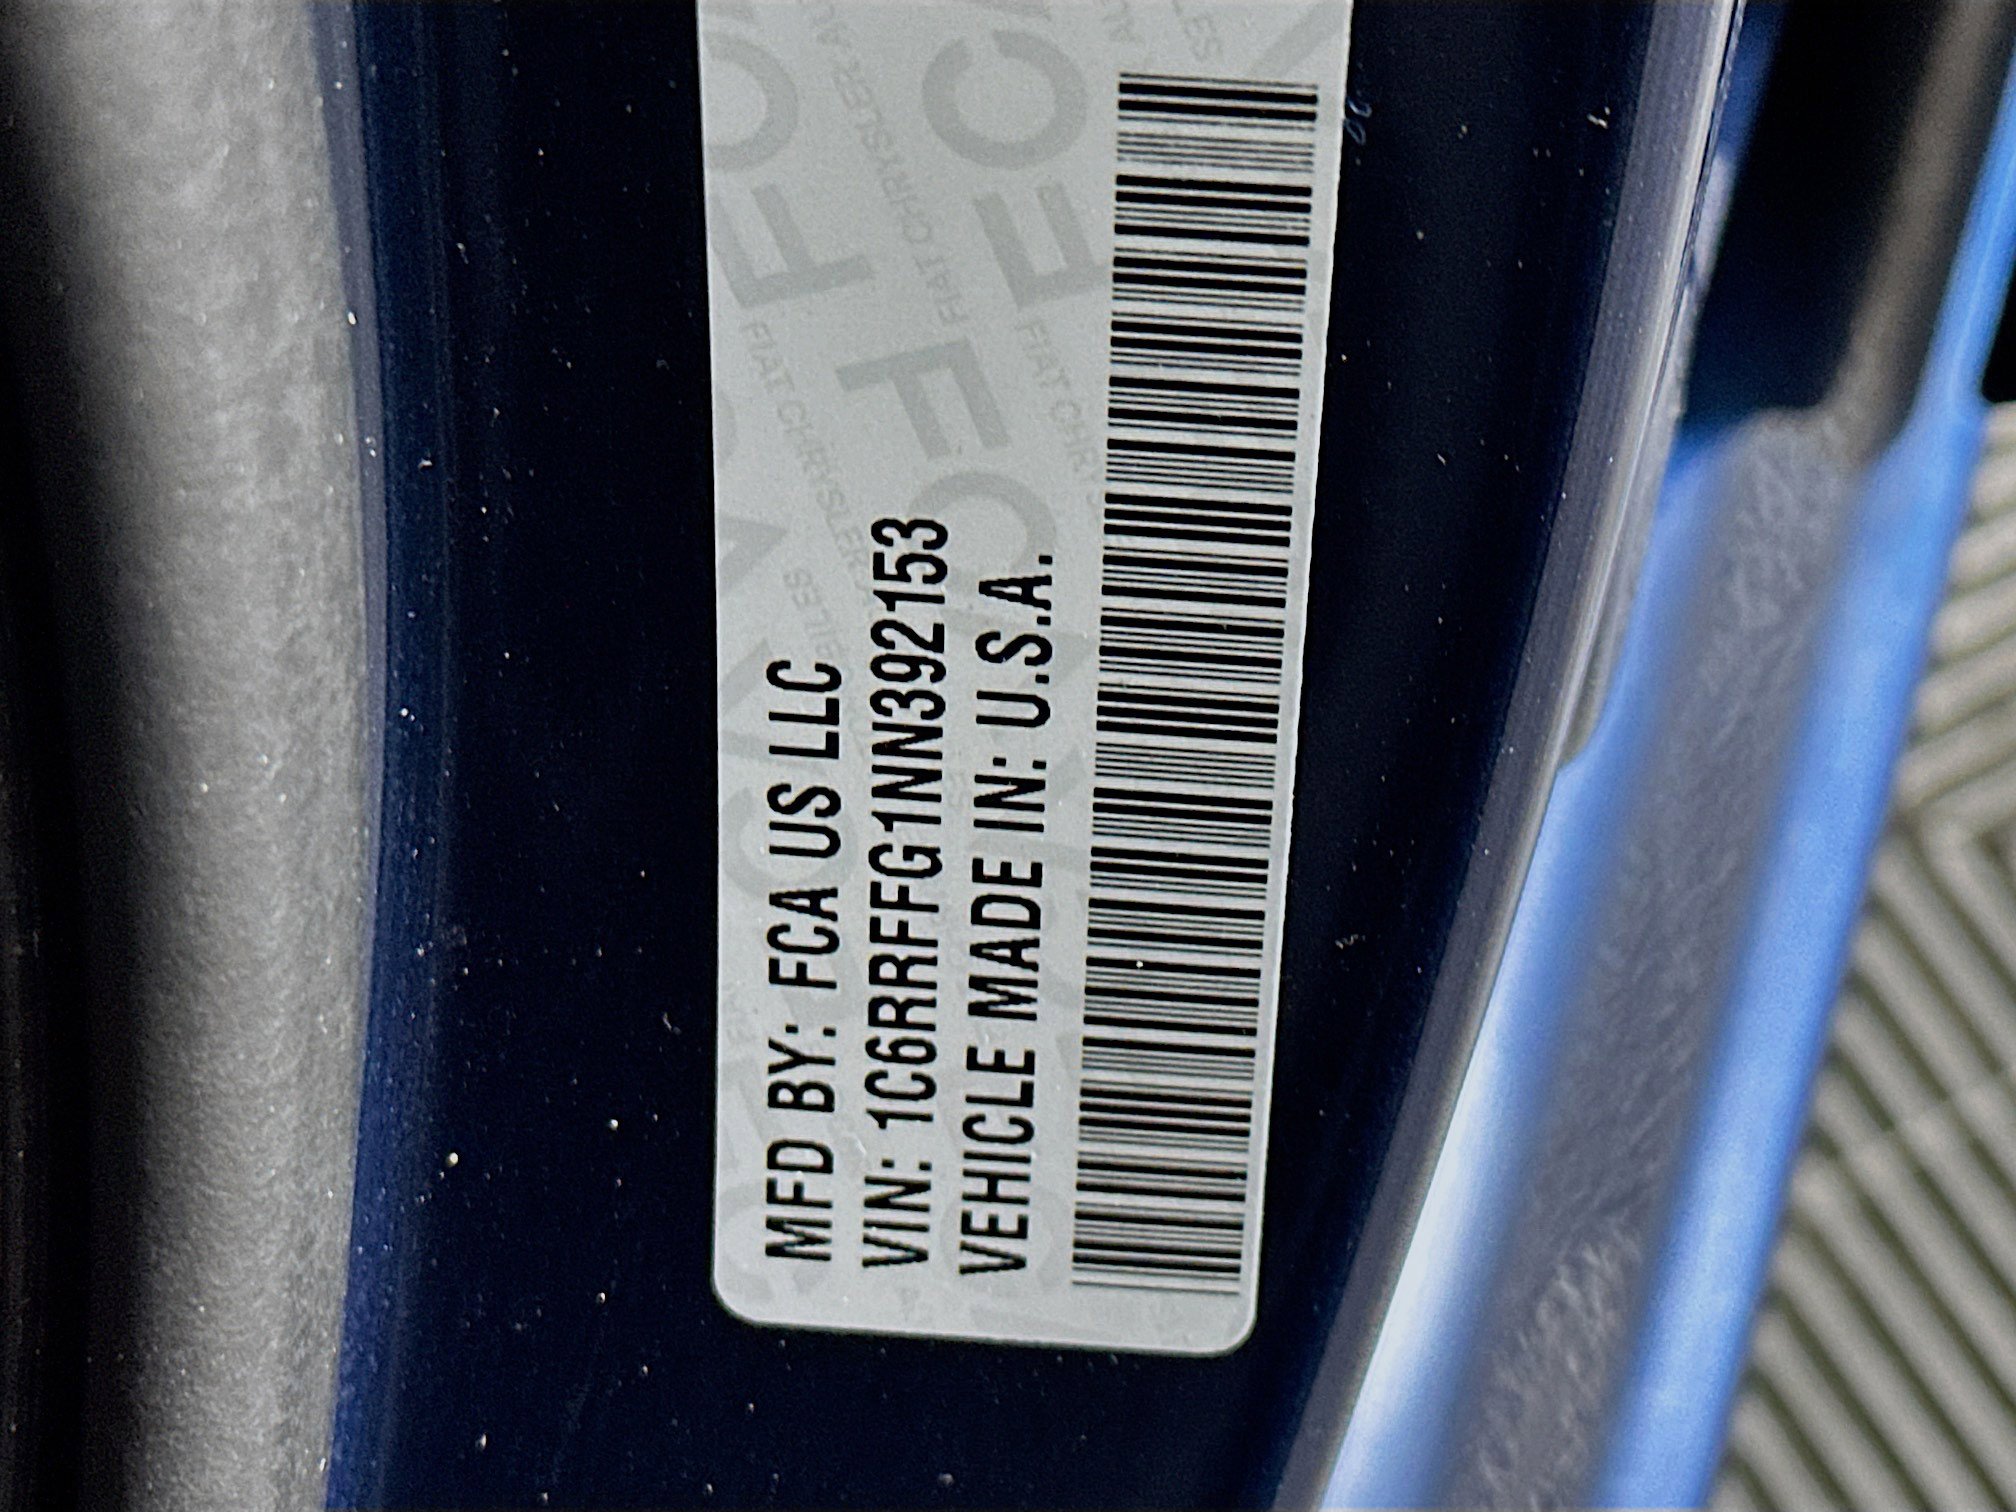 MFD BY: FCA US LLC
VIN: 1C6RRFFG1NN392153
VEHICLE MADE IN: U.S.A.